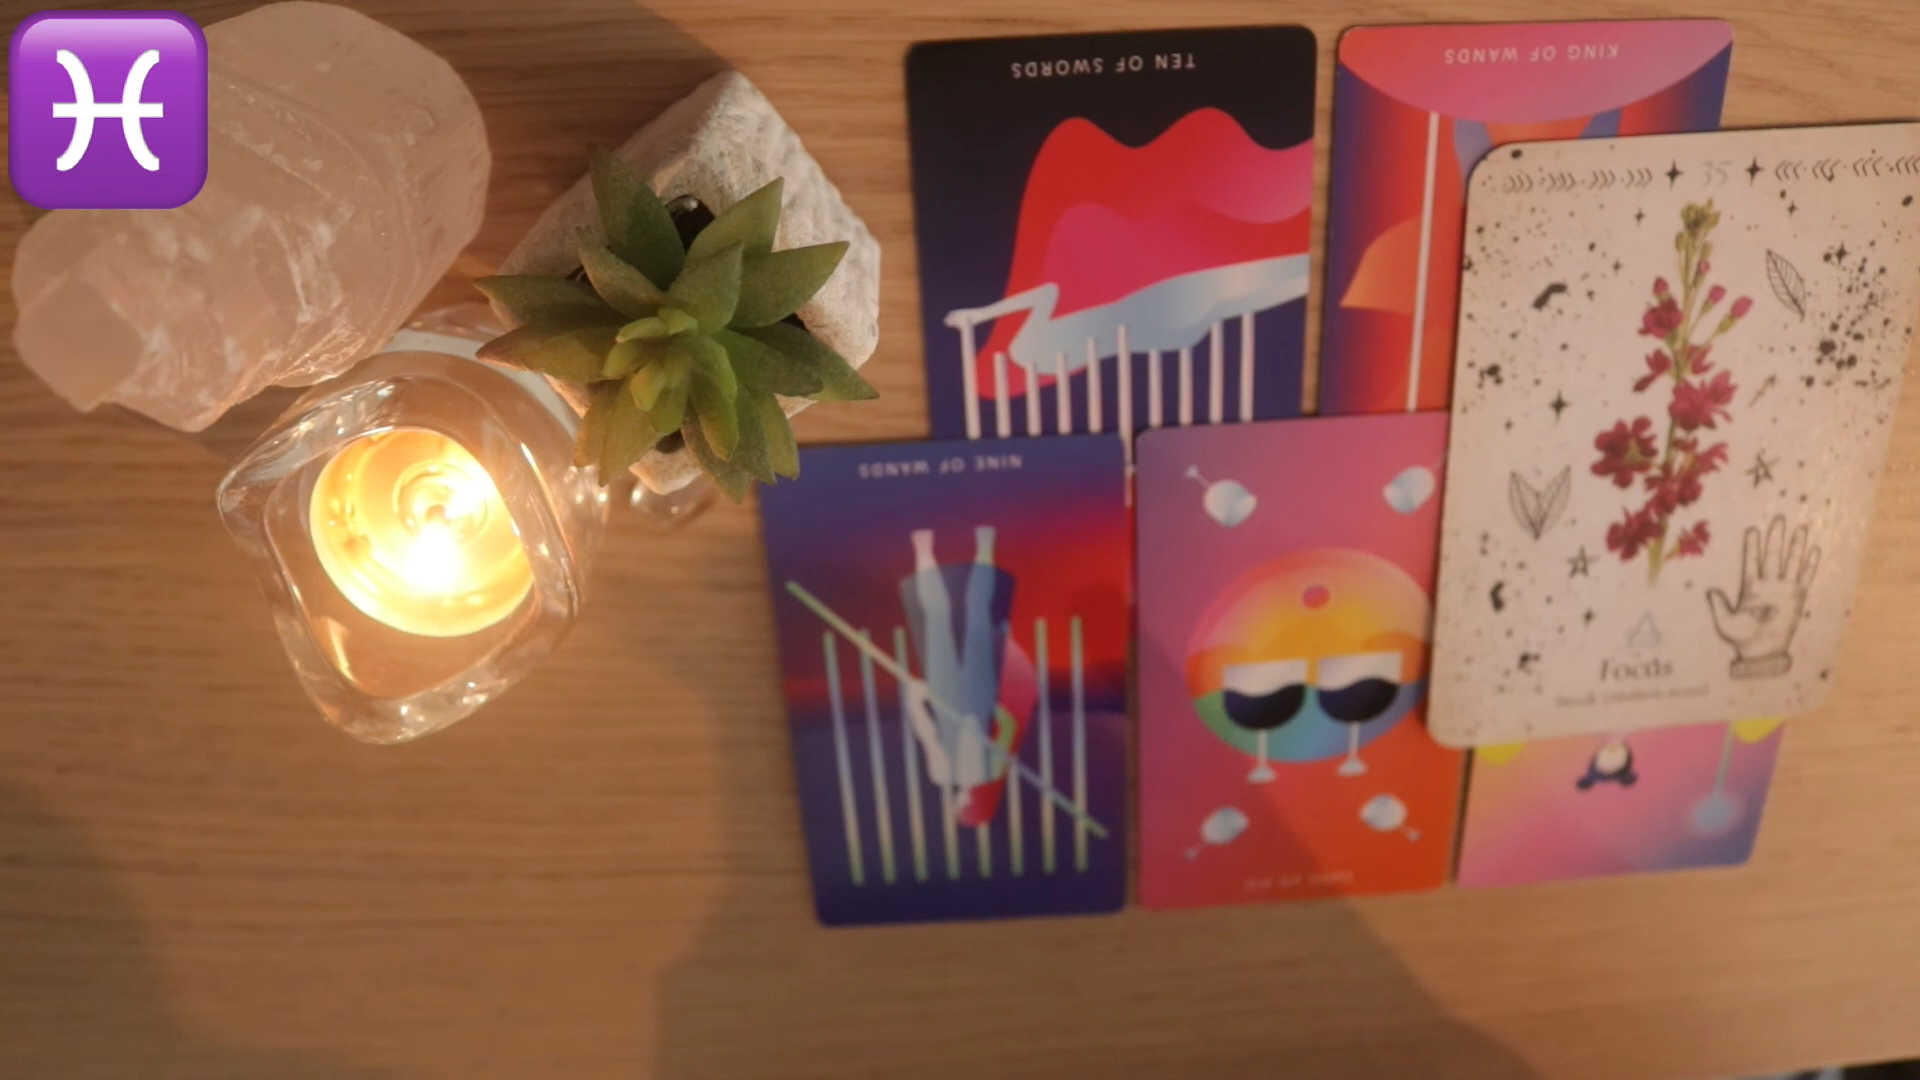 TEN OF SWORDS
KING OF WANDS
35
NINE OF WANDS
Focus